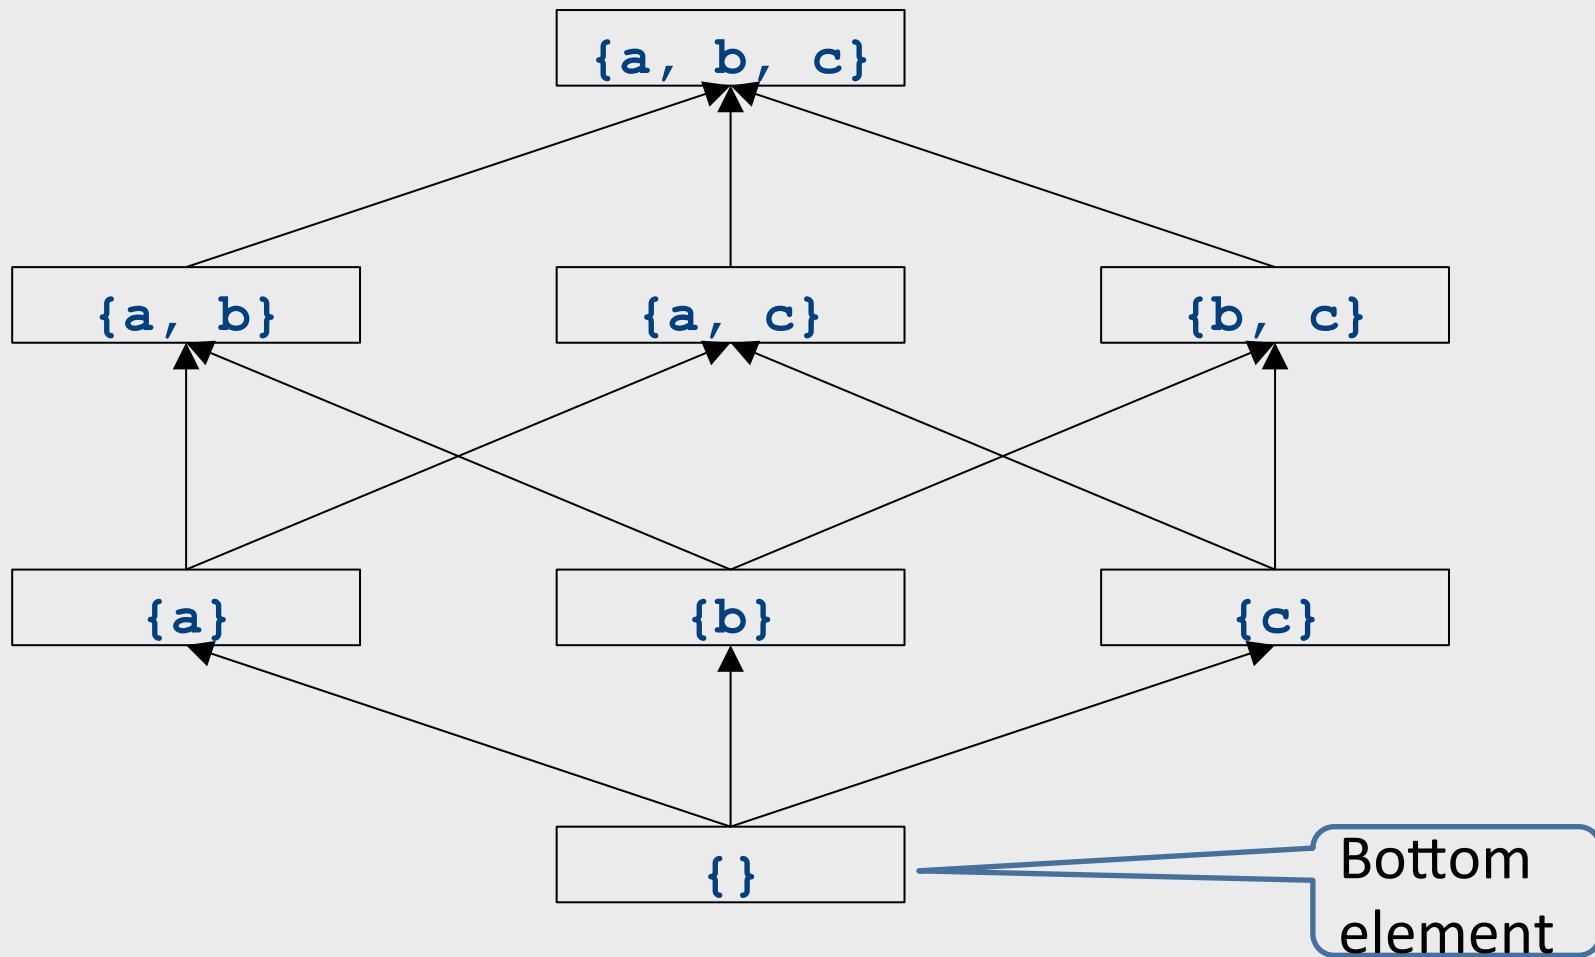 {a, b, c}
{a, b}
{a, c}
{b, c}
{a}
{b}
{c}
{}
Bottom
element